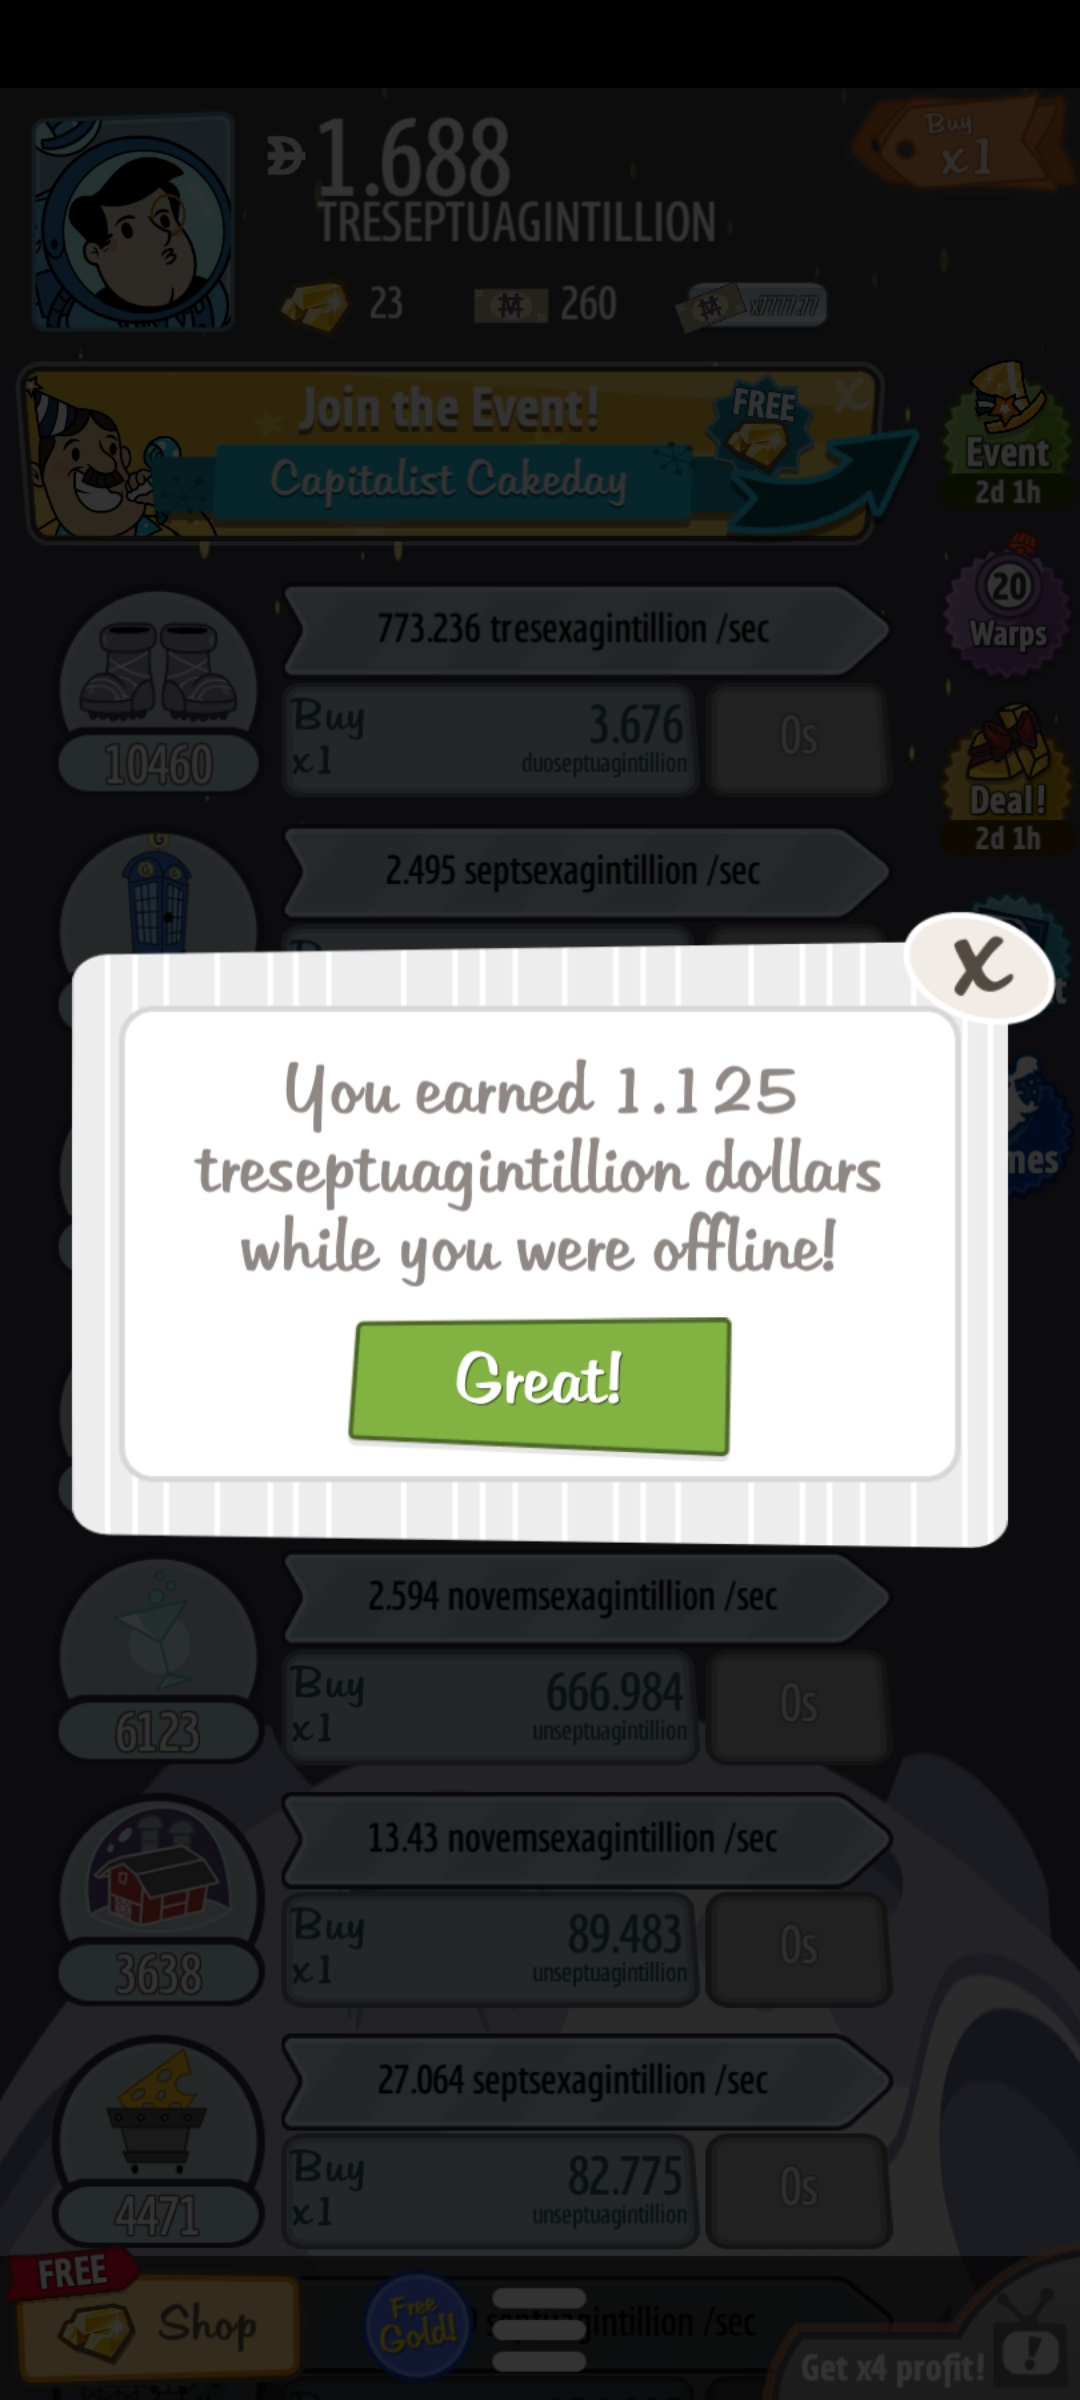 1.688
TRESEPTUAGINTILLION
Buy
x1
23
260
x7777.77
Join the Event!
Capitalist Cakeday
FREE
Event
2d 1h
773.236 tresexagintillion /sec
Buy
x1
3.676
duoseptuagintillion
0s
10460
20
Warps
Deal!
2d 1h
2.495 septsexagintillion /sec
X
You earned 1.125
treseptuagintillion dollars
while you were offline!
Great!
2.594 novemsexagintillion /sec
Buy
x1
666.984
unseptuagintillion
0s
6123
13.43 novemsexagintillion /sec
Buy
x1
89.483
unseptuagintillion
0s
3638
27.064 septsexagintillion /sec
Buy
x1
82.775
unseptuagintillion
0s
4471
FREE
Shop
Free
Gold!
/sec
Get x4 profit!